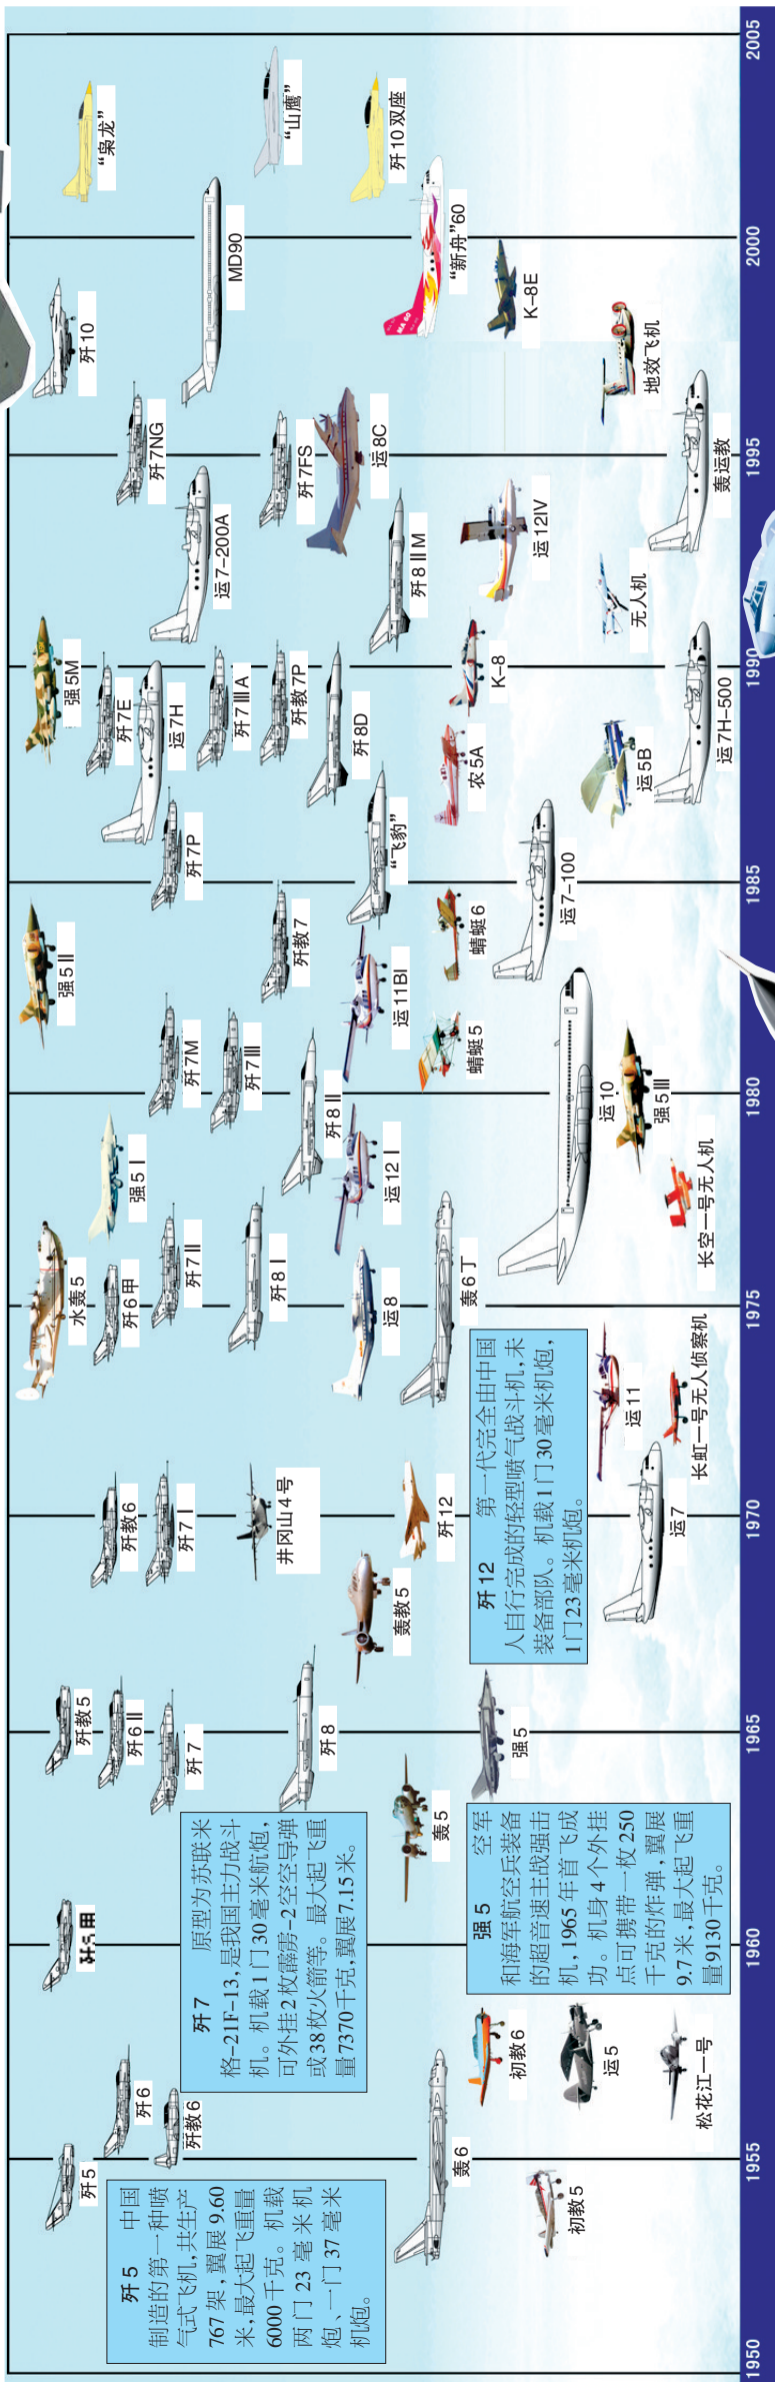 歼5 中国
制造的第一种喷
气式飞机,共生产
767架,翼展9.60
米,最大起飞重量
6000千克。机载
两门23毫米机
炮、一门37毫米
机炮。
歼5
歼6
歼教6
轰6
初教5
初教6
运5
松花江一号
歼7 原型为苏联米
格-21F-13,是我国主力战斗
机。机载1门30毫米航炮,
可外挂2枚霹雳-2空空导弹
或38枚火箭等。最大起飞重
量7370千克,翼展7.15米。
强5 空军
和海军航空兵装备
的超音速主战强击
机,1965年首飞成
功。机身4个外挂
点可携带一枚250
千克的炸弹,翼展
9.7米,最大起飞重
量9130千克。
歼教5
歼6Ⅱ
歼7
歼8
轰5
强5
歼教6
歼7Ⅰ
井冈山4号
轰教5
歼12
歼12 第一代完全由中国
人自行完成的轻型喷气战斗机,未
装备部队。机载1门30毫米机炮,
1门23毫米机炮。
运7
运11
长虹一号无人侦察机
水轰5
歼6甲
强5Ⅰ
歼7Ⅱ
歼8Ⅰ
运8
运12Ⅰ
轰6丁
长空一号无人机
运10
强5Ⅲ
歼7M
歼7Ⅲ
歼8Ⅱ
强5Ⅱ
歼教7
运11BI
蜻蜓5
蜻蜓6
运7-100
歼7P
“飞豹”
强5M
歼7E
运7H
歼7ⅢA
歼教7P
歼8D
农5A
K-8
运5B
运7H-500
无人机
运7-200A
歼8ⅡM
运12IV
歼7NG
歼7FS
运8C
轰运教
歼10
MD90
“新舟”60
MA 60
K-8E
地效飞机
“枭龙”
“山鹰”
歼10双座
1950
1955
1960
1965
1970
1975
1980
1985
1990
1995
2000
2005